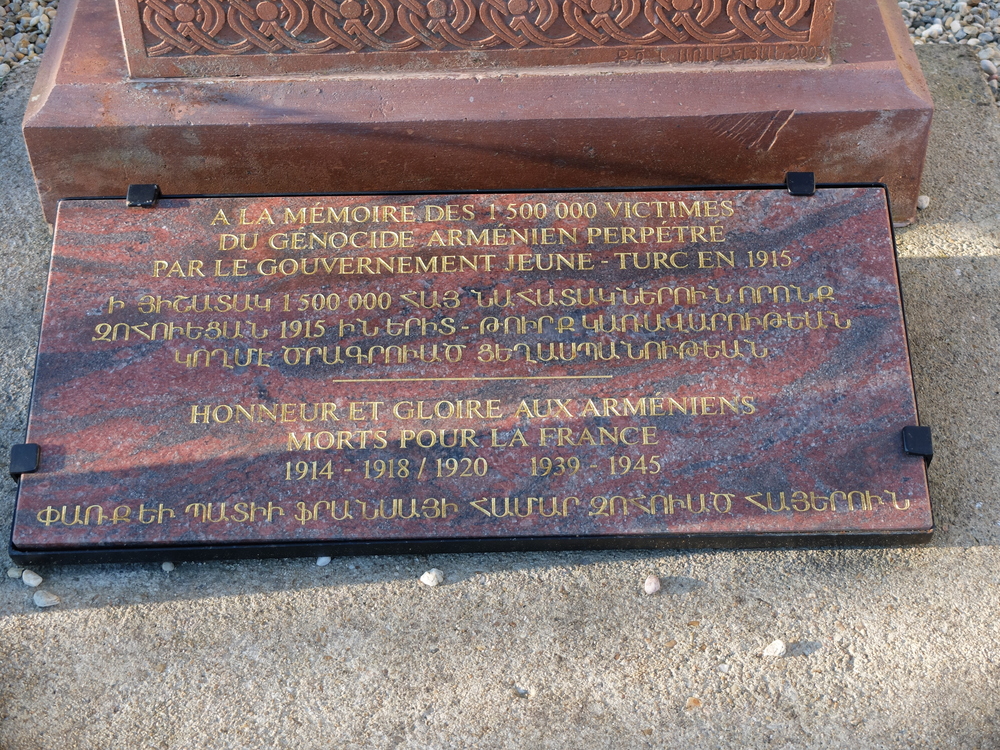 A LA MÉMOIRE DES 1 500 000 VICTIMES
DU GÉNOCIDE ARMÉNIEN PERPÉTRÉ
PAR LE GOUVERNEMENT JEUNE - TURC EN 1915
Ի ՅԻՇԱՏԱԿ 1 500 000 ՀԱՅ ՆԱՀԱՏԱԿՆԵՐՈՒՆ ՈՐՈՆՔ
ԶՈՀՈՒԵՑԱՆ 1915 ԻՆ ԵՐԻՏ - ԹՈՒՐՔ ԿԱՌԱՎԱՐՈՒԹԵԱՆ
ԿՈՂՄԷ ԾՐԱԳՐՈՒԱԾ ՑԵՂԱՍՊԱՆՈՒԹԵԱՆ
HONNEUR ET GLOIRE AUX ARMÉNIENS
MORTS POUR LA FRANCE
1914 - 1918 / 1920 1939 - 1945
ՓԱՌՔ ԵՒ ՊԱՏԻՒ ՖՐԱՆՍԱՅԻ ՀԱՄԱՐ ԶՈՀՈՒԱԾ ՀԱՅԵՐՈՒՆ